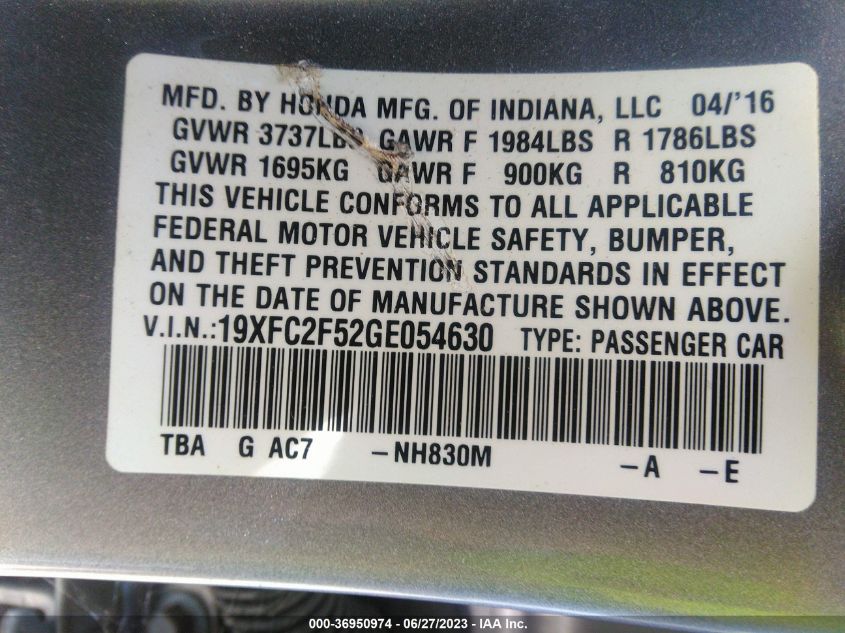 MFD. BY HONDA MFG. OF INDIANA, LLC 04/'16
GVWR 3737LBS GAWR F 1984LBS R 1786LBS
GVWR 1695KG GAWR F 900KG R 810KG
THIS VEHICLE CONFORMS TO ALL APPLICABLE
FEDERAL MOTOR VEHICLE SAFETY, BUMPER,
AND THEFT PREVENTION STANDARDS IN EFFECT
ON THE DATE OF MANUFACTURE SHOWN ABOVE.
V.I.N.:19XFC2F52GE054630 TYPE: PASSENGER CAR
TBA G AC7 -NH830M -A -E
000-36950974 / 06/27/2023 - IAA Inc.